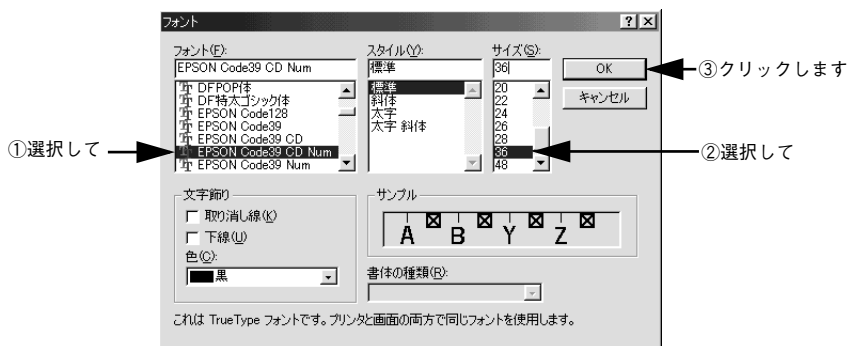 フォント
フォント(F):
EPSON Code39 CD Num
DFPOP体
DF特太ゴシック体
EPSON Code128
EPSON Code39
EPSON Code39 CD
EPSON Code39 CD Num
EPSON Code39 Num
スタイル(Y):
標準
標準
斜体
太字
太字 斜体
サイズ(S):
36
20
22
24
26
28
36
48
OK
キャンセル
①選択して
②選択して
③クリックします
文字飾り
取り消し線(K)
下線(U)
色(C):
黒
サンプル
A B Y Z
書体の種類(R):
これは TrueType フォントです。プリンタと画面の両方で同じフォントを使用します。